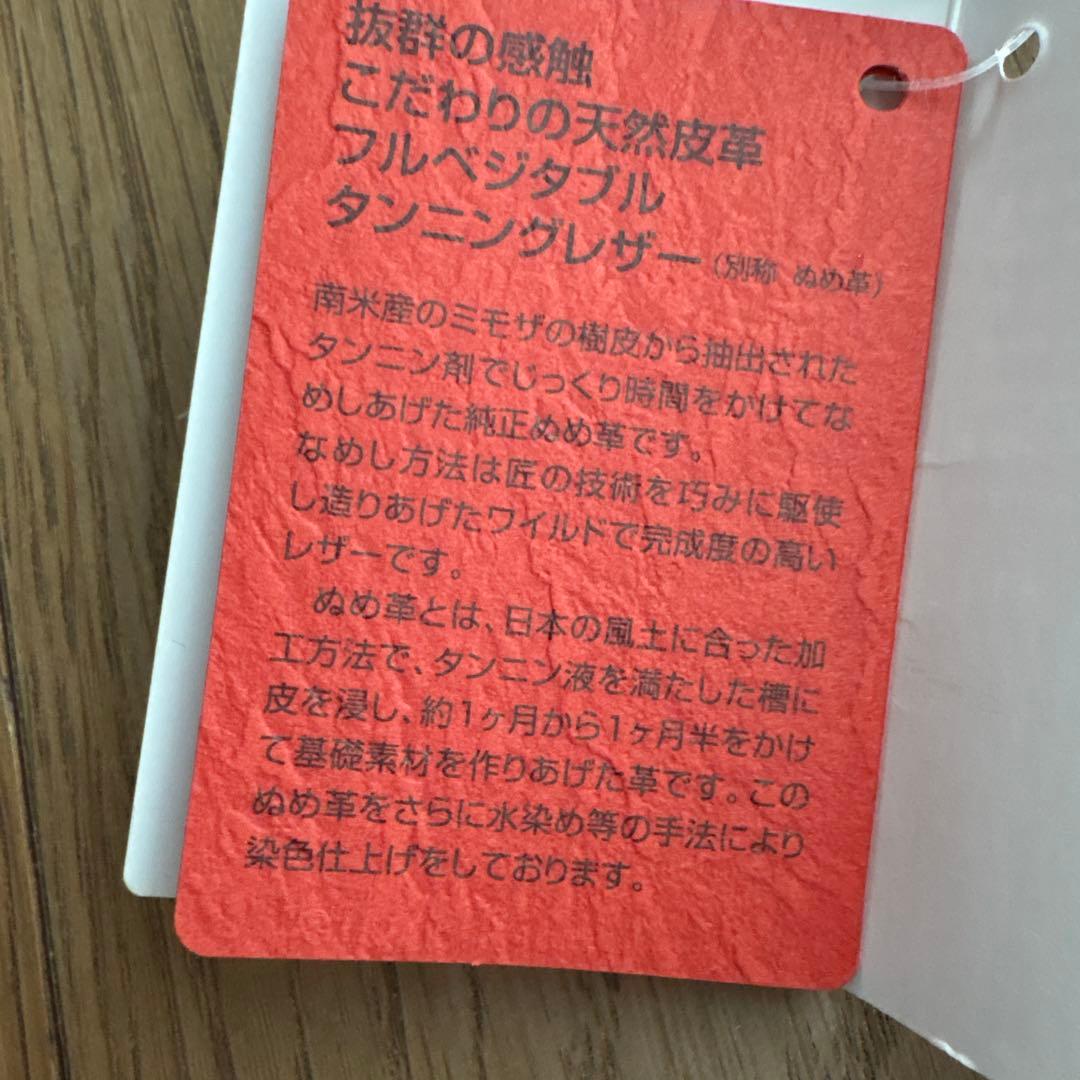 抜群の感触
こだわりの天然皮革
フルベジタブル
タンニングレザー（別称 ぬめ革）
南米産のミモザの樹皮から抽出された
タンニン剤でじっくり時間をかけてな
めしあげた純正ぬめ革です。
なめし方法は匠の技術を巧みに駆使
し造りあげたワイルドで完成度の高い
レザーです。
ぬめ革とは、日本の風土に合った加
工方法で、タンニン液を満たした槽に
皮を浸し、約1ヶ月から1ヶ月半をかけ
て基礎素材を作りあげた革です。この
ぬめ革をさらに水染め等の手法により
染色仕上げをしております。